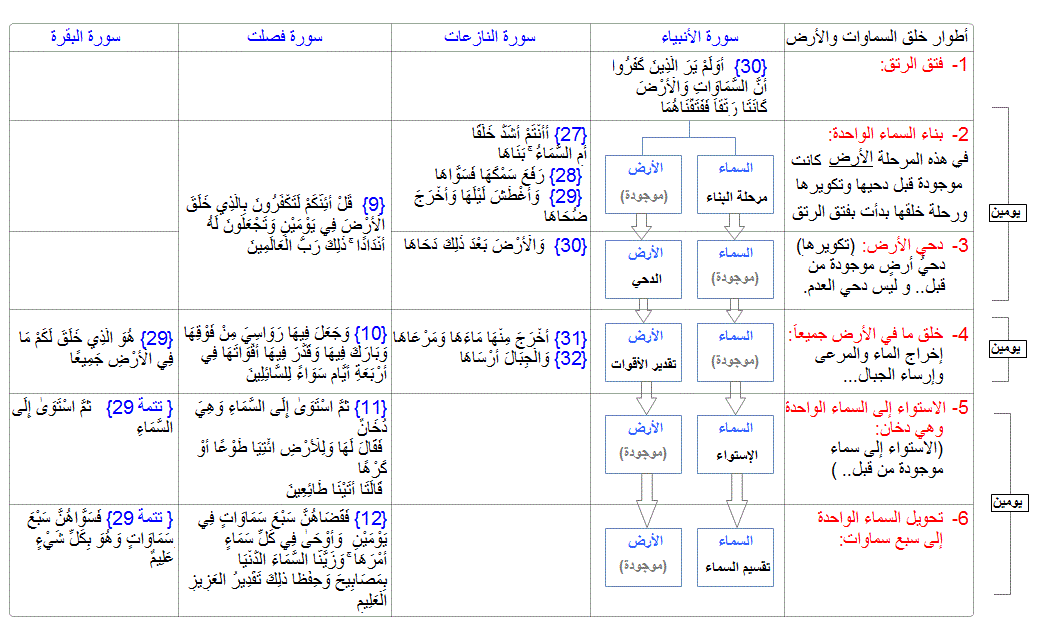 أطوار خلق السماوات والأرض
سورة الأنبياء
سورة النازعات
سورة فصلت
سورة البقرة
1- فتق الرتق:
{30} أَوَلَمْ يَرَ الَّذِينَ كَفَرُوا
أَنَّ السَّمَاوَاتِ وَالْأَرْضَ
كَانَتَا رَتْقًا فَفَتَقْنَاهُمَا
2- بناء السماء الواحدة:
في هذه المرحلة الأرض كانت
موجودة قبل دحيها وتكويرها
ورحلة خلقها بدأت بفتق الرتق
السماء
مرحلة البناء
الأرض
(موجودة)
{27} أَأَنْتُمْ أَشَدُّ خَلْقًا
أَمِ السَّمَاءُ ۚ بَنَاهَا
{28} رَفَعَ سَمْكَهَا فَسَوَّاهَا
{29} وَأَغْطَشَ لَيْلَهَا وَأَخْرَجَ
ضُحَاهَا
{9} قُلْ أَئِنَّكُمْ لَتَكْفُرُونَ بِالَّذِي خَلَقَ
الْأَرْضَ فِي يَوْمَيْنِ وَتَجْعَلُونَ لَهُ
أَنْدَادًا ۚ ذَلِكَ رَبُّ الْعَالَمِينَ
يومين
3- دحي الأرض: (تكويرها)
دحيُ أرضٍ موجودة من
قبل.. و ليس دحي العدم.
السماء
(موجودة)
الأرض
الدحي
{30} وَالْأَرْضَ بَعْدَ ذَلِكَ دَحَاهَا
4- خلق ما في الأرض جميعاً:
إخراج الماء والمرعى
وإرساء الجبال...
السماء
(موجودة)
الأرض
تقدير الأقوات
{31} أَخْرَجَ مِنْهَا مَاءَهَا وَمَرْعَاهَا
{32} وَالْجِبَالَ أَرْسَاهَا
{10} وَجَعَلَ فِيهَا رَوَاسِيَ مِنْ فَوْقِهَا
وَبَارَكَ فِيهَا وَقَدَّرَ فِيهَا أَقْوَاتَهَا فِي
أَرْبَعَةِ أَيَّامٍ سَوَاءً لِلسَّائِلِينَ
{29} هُوَ الَّذِي خَلَقَ لَكُمْ مَا
فِي الْأَرْضِ جَمِيعًا
يومين
5- الاستواء إلى السماء الواحدة
وهي دخان:
(الاستواء إلى سماء
موجودة من قبل.. )
السماء
الإستواء
الأرض
(موجودة)
{11} ثُمَّ اسْتَوَىٰ إِلَى السَّمَاءِ وَهِيَ
دُخَانٌ
فَقَالَ لَهَا وَلِلْأَرْضِ ائْتِيَا طَوْعًا أَوْ
كَرْهًا
قَالَتَا أَتَيْنَا طَائِعِينَ
{ تتمة 29} ثُمَّ اسْتَوَىٰ إِلَى
السَّمَاءِ
يومين
6- تحويل السماء الواحدة
إلى سبع سماوات:
السماء
تقسيم السماء
الأرض
(موجودة)
{12} فَقَضَاهُنَّ سَبْعَ سَمَاوَاتٍ فِي
يَوْمَيْنِ وَأَوْحَىٰ فِي كُلِّ سَمَاءٍ
أَمْرَهَا ۚ وَزَيَّنَّا السَّمَاءَ الدُّنْيَا
بِمَصَابِيحَ وَحِفْظًا ذَلِكَ تَقْدِيرُ الْعَزِيزِ
الْعَلِيمِ
{ تتمة 29} فَسَوَّاهُنَّ سَبْعَ
سَمَاوَاتٍ وَهُوَ بِكُلِّ شَيْءٍ
عَلِيمٌ